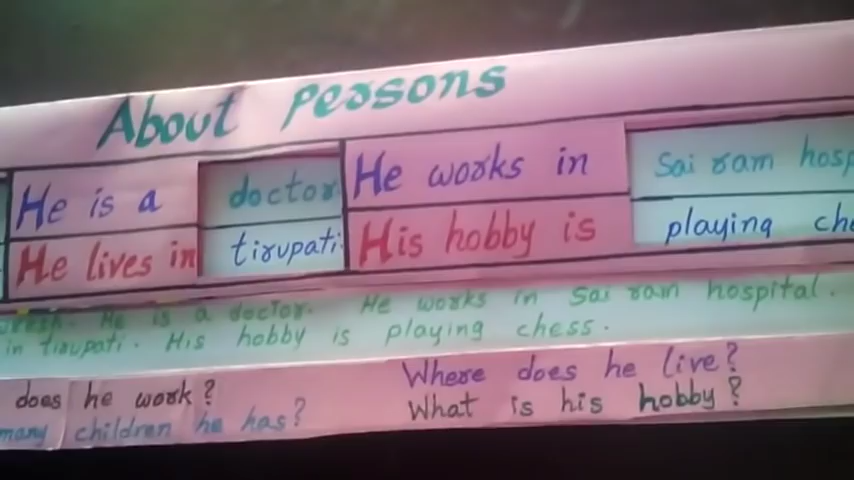 About persons
He is a doctor He works in Sai ram hosp
He lives in tirupati His hobby is playing che
He is a doctor. He works in Sai ram hospital.
in tirupati. His hobby is playing chess.
does he work? Where does he live?
many children he has? What is his hobby?